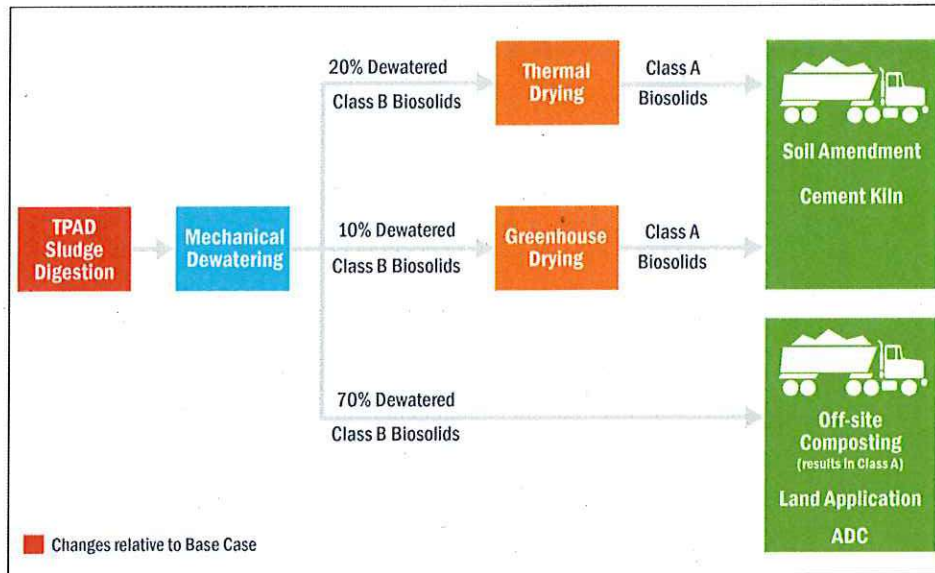 20% Dewatered
Class B Biosolids
Thermal
Drying
Class A
Biosolids
Soil Amendment
Cement Kiln
TPAD
Sludge
Digestion
Mechanical
Dewatering
10% Dewatered
Class B Biosolids
Greenhouse
Drying
Class A
Biosolids
70% Dewatered
Class B Biosolids
Off-site
Composting
(results in Class A)
Land Application
ADC
Changes relative to Base Case